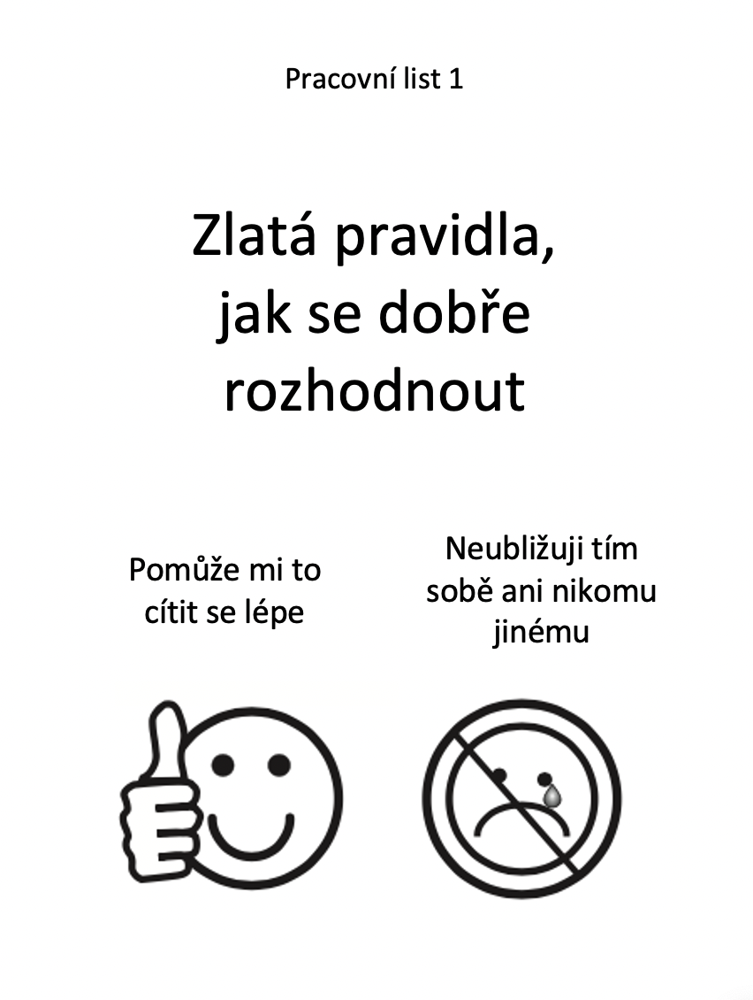 Pracovní list 1
Zlatá pravidla,
jak se dobře
rozhodnout
Pomůže mi to
cítit se lépe
Neubližuji tím
sobě ani nikomu
jinému